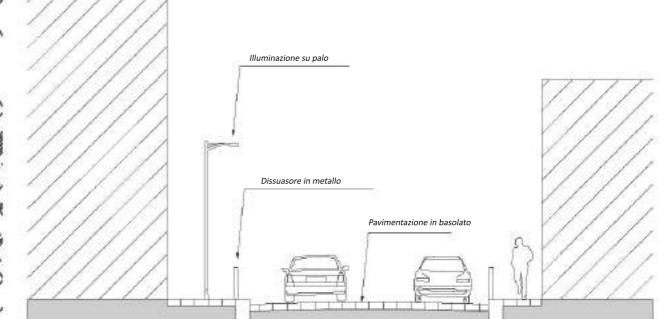 Illuminazione su palo
Dissuasore in metallo
Pavimentazione in basolato